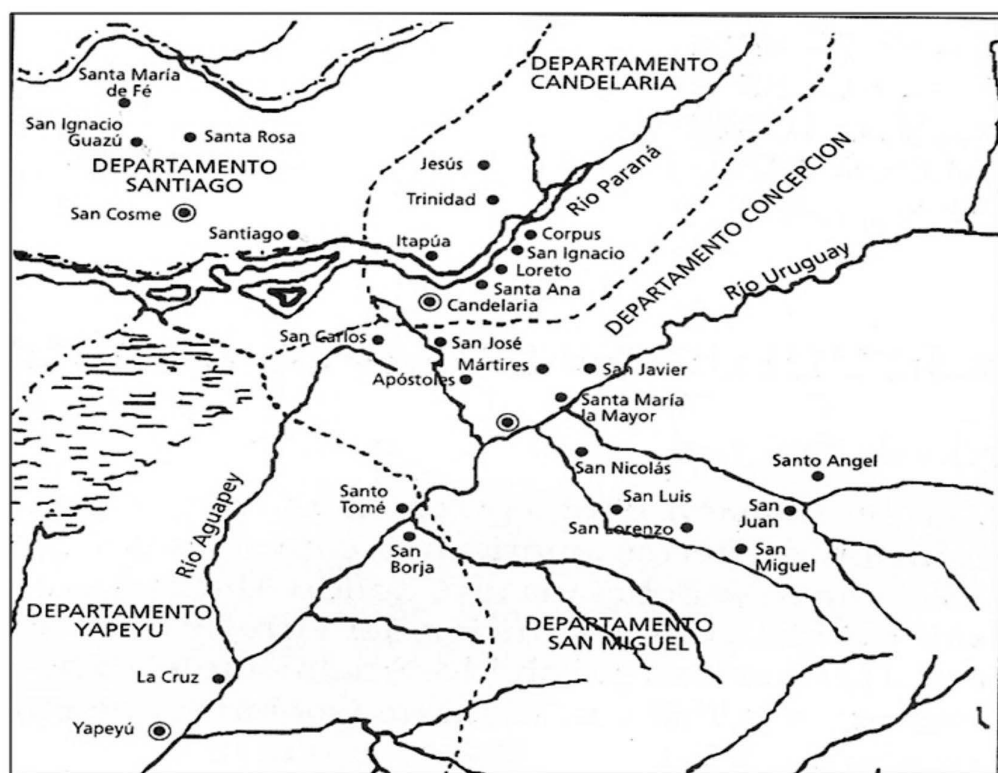 Santa María
de Fé
San Ignacio
Guazú
Santa Rosa
DEPARTAMENTO
SANTIAGO
San Cosme
Santiago
DEPARTAMENTO
CANDELARIA
Jesús
Trinidad
Itapúa
Río Paraná
Corpus
San Ignacio
Loreto
Santa Ana
Candelaria
DEPARTAMENTO CONCEPCION
Río Uruguay
San Carlos
San José
Mártires
San Javier
Apóstoles
Santa María
la Mayor
San Nicolás
Santo Angel
San Luis
San
Juan
San Lorenzo
San
Miguel
Santo
Tomé
San
Borja
Río Aguapey
DEPARTAMENTO
YAPEYU
DEPARTAMENTO
SAN MIGUEL
La Cruz
Yapeyú